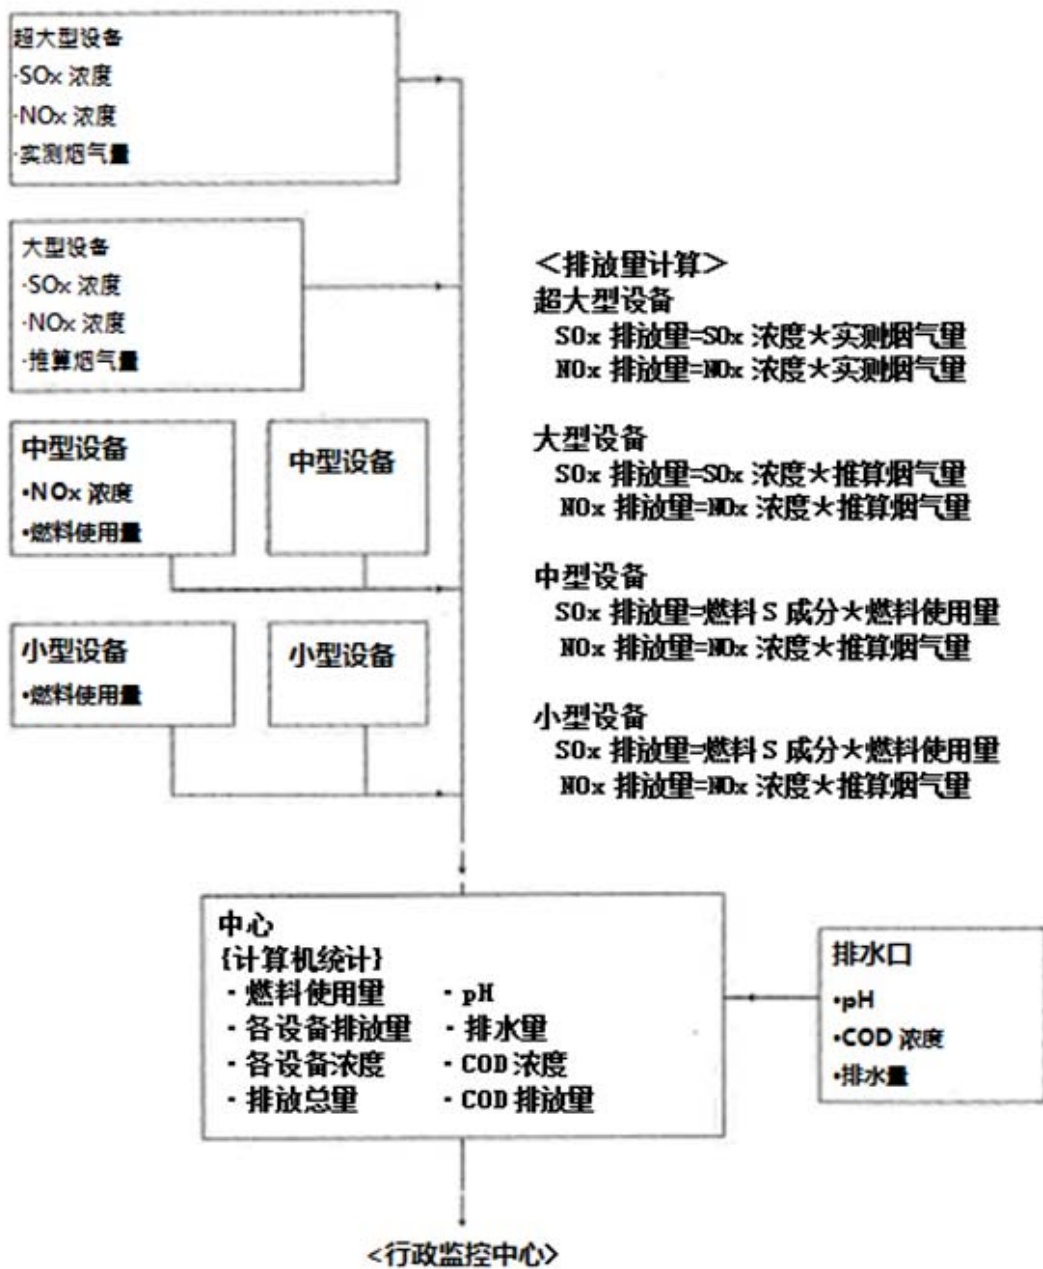 超大型设备
·SOx 浓度
·NOx 浓度
·实测烟气量
大型设备
·SOx 浓度
·NOx 浓度
·推算烟气量
中型设备
•NOx 浓度
•燃料使用量
中型设备
小型设备
•燃料使用量
小型设备
＜排放量计算＞
超大型设备
SOx 排放量=SOx 浓度*实测烟气量
NOx 排放量=NOx 浓度*实测烟气量
大型设备
SOx 排放量=SOx 浓度*推算烟气量
NOx 排放量=NOx 浓度*推算烟气量
中型设备
SOx 排放量=燃料 S 成分*燃料使用量
NOx 排放量=NOx 浓度*推算烟气量
小型设备
SOx 排放量=燃料 S 成分*燃料使用量
NOx 排放量=NOx 浓度*推算烟气量
中心
{计算机统计}
· 燃料使用量 · pH
· 各设备排放量 · 排水量
· 各设备浓度 · COD 浓度
· 排放总量 · COD 排放量
排水口
•pH
•COD 浓度
•排水量
<行政监控中心>